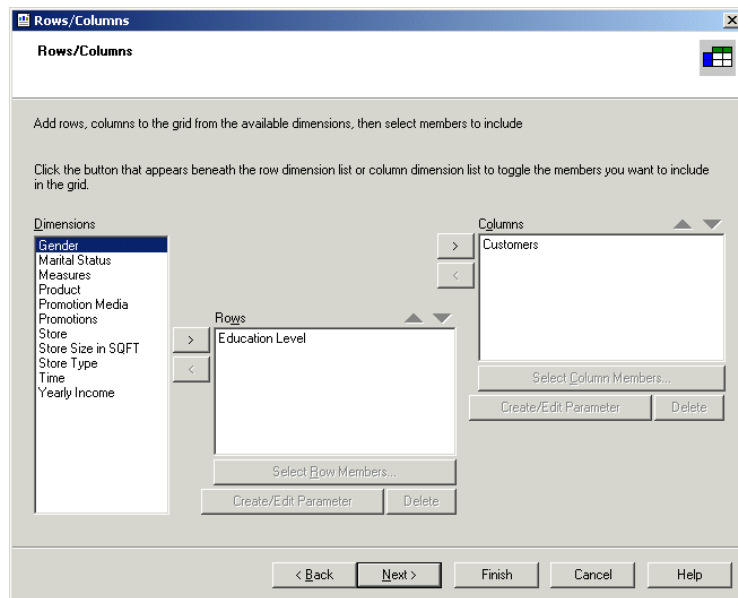 Rows/Columns
Rows/Columns
Add rows, columns to the grid from the available dimensions, then select members to include
Click the button that appears beneath the row dimension list or column dimension list to toggle the members you want to include
in the grid.
Dimensions
Gender
Marital Status
Measures
Product
Promotion Media
Promotions
Store
Store Size in SQFT
Store Type
Time
Yearly Income
>
<
Rows
Education Level
Select Row Members...
Create/Edit Parameter
Delete
>
<
Columns
Customers
Select Column Members...
Create/Edit Parameter
Delete
< Back
Next >
Finish
Cancel
Help